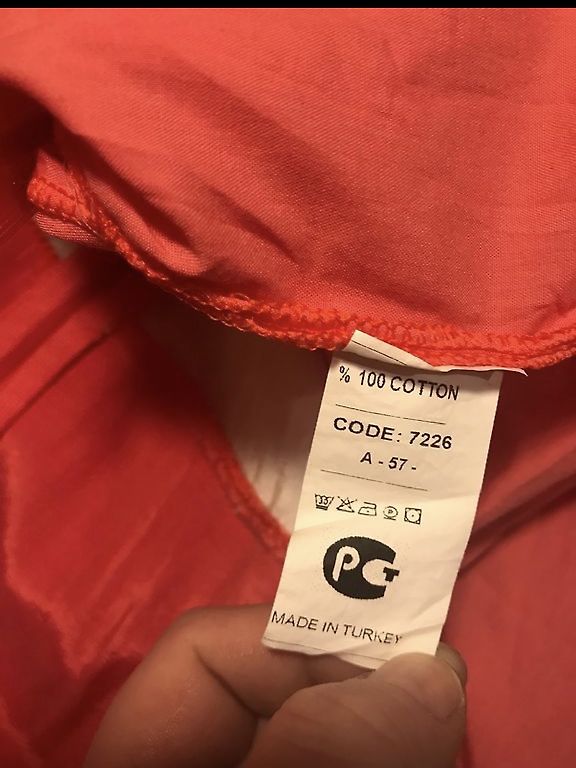 % 100 COTTON
CODE: 7226
A - 57 -
PCT
MADE IN TURKEY